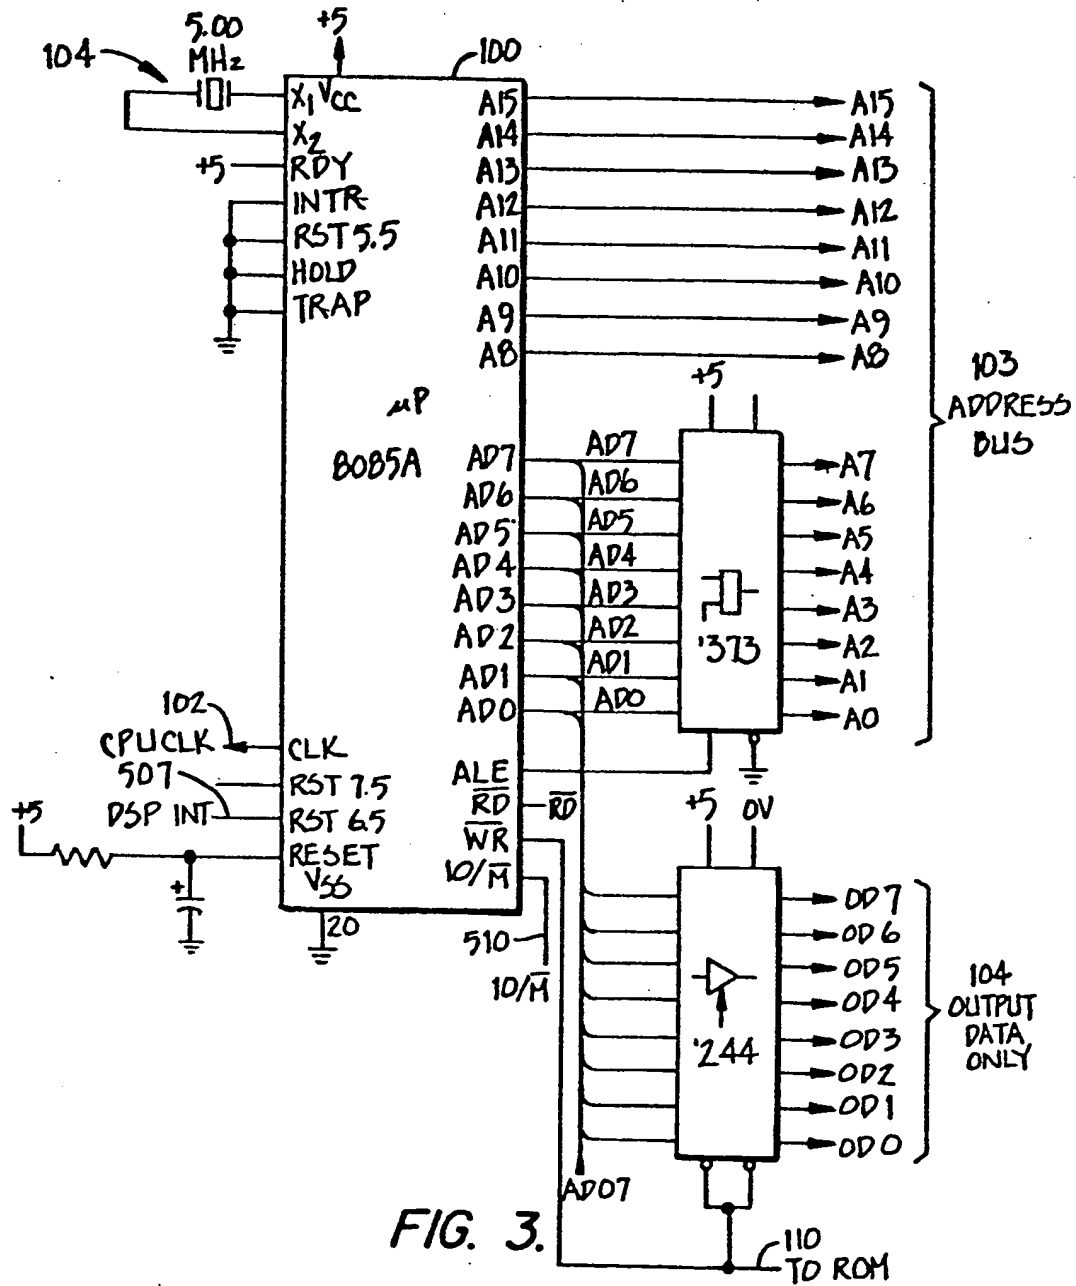 5.00
MHz
+5
104
100
X1
VCC
X2
+5
RDY
INTR
RST 5.5
HOLD
TRAP
A15
A14
A13
A12
A11
A10
A9
A8
A15
A14
A13
A12
A11
A10
A9
A8
103
ADDRESS
BUS
µP
8085A
+5
AD7
AD6
AD5
AD4
AD3
AD2
AD1
AD0
AD7
AD6
AD5
AD4
AD3
AD2
AD1
AD0
'373
A7
A6
A5
A4
A3
A2
A1
A0
102
CPU CLK
CLK
507
RST 7.5
DSP INT
RST 6.5
+5
RESET
VSS
+
20
ALE
R̅D̅
R̅D̅
W̅R̅
IO/M̅
510
IO/M̅
+5
0V
'244
OD7
OD6
OD5
OD4
OD3
OD2
OD1
OD0
104
OUTPUT
DATA
ONLY
AD07
110
TO ROM
FIG. 3.